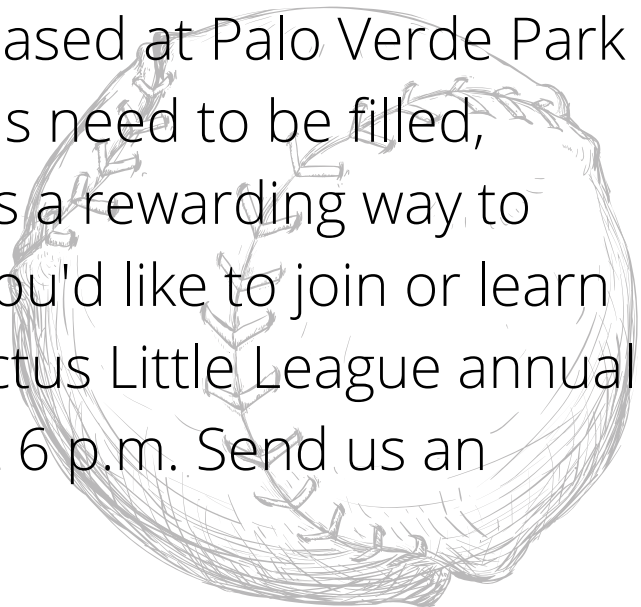 ased at Palo Verde Park
s need to be filled,
s a rewarding way to
ou'd like to join or learn
ctus Little League annual
6 p.m. Send us an